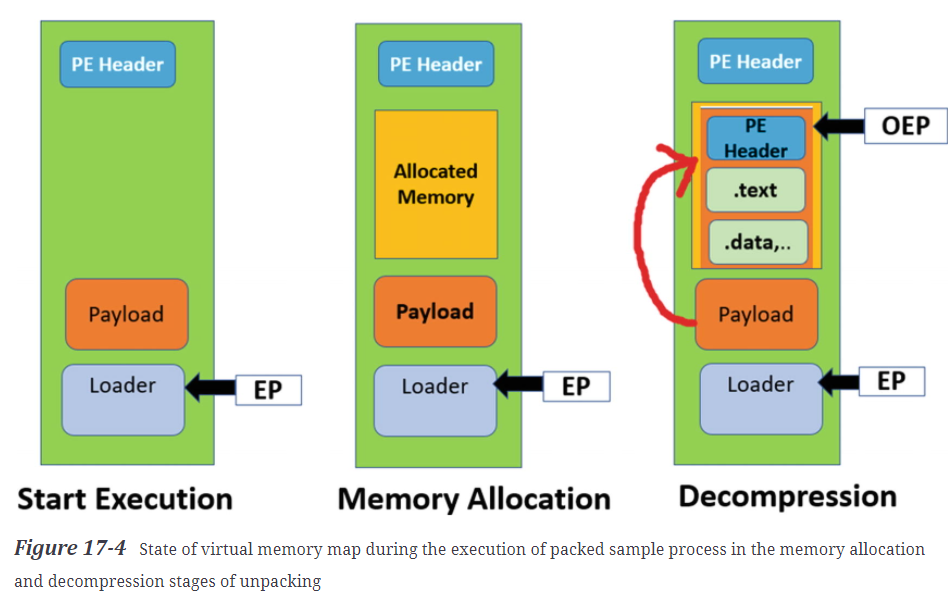 PE Header
Payload
Loader
EP
Start Execution
PE Header
Allocated
Memory
Payload
Loader
EP
Memory Allocation
PE Header
PE
Header
OEP
.text
.data,..
Payload
Loader
EP
Decompression
Figure 17-4 State of virtual memory map during the execution of packed sample process in the memory allocation
and decompression stages of unpacking